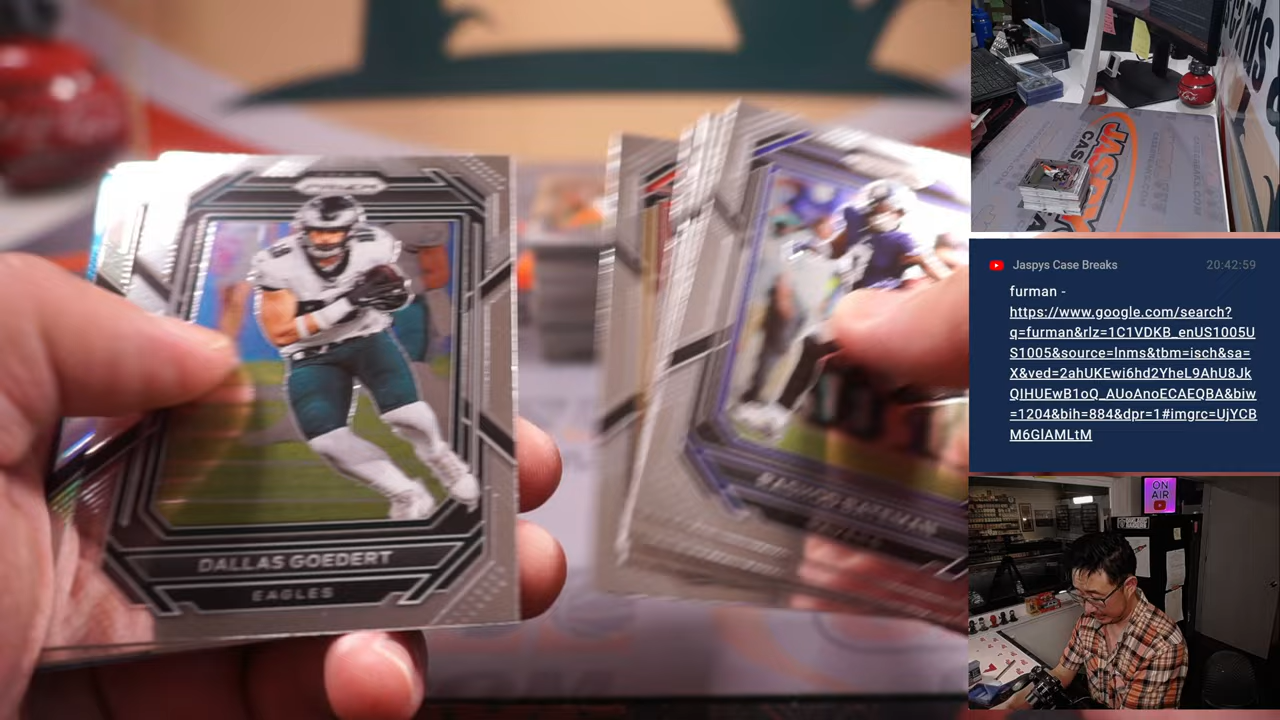 DALLAS GOEDERT
EAGLES
JASPY
CAS
Jaspys Case Breaks 20:42:59
furman -
https://www.google.com/search?
q=furman&rlz=1C1VDKB_enUS1005U
S1005&source=lnms&tbm=isch&sa=
X&ved=2ahUKEwi6hd2YheL9AhU8Jk
QIHUEwB1oQ_AUoAnoECAEQBA&biw
=1204&bih=884&dpr=1#imgrc=UjYCB
M6GlAMLtM
ON
AIR